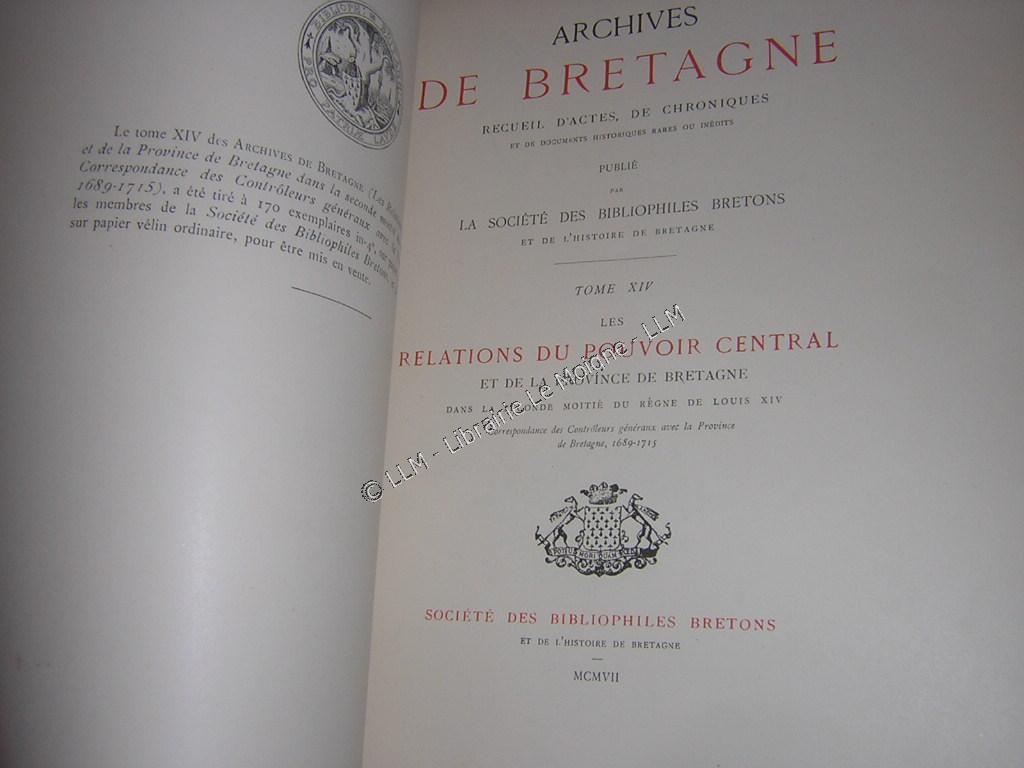 Le tome XIV des ARCHIVES DE BRETAGNE
et de la Province de Bretagne dans la seconde
Correspondance des Contrôleurs généraux avec
1689-1715), a été tiré à 170 exemplaires in-4°, sur
les membres de la Société des Bibliophiles Bretons,
sur papier vélin ordinaire, pour être mis en vente.
ARCHIVES
DE BRETAGNE
RECUEIL D'ACTES, DE CHRONIQUES
ET DE DOCUMENTS HISTORIQUES RARES OU INÉDITS
PUBLIÉ
PAR
LA SOCIÉTÉ DES BIBLIOPHILES BRETONS
ET DE L'HISTOIRE DE BRETAGNE
TOME XIV
LES
RELATIONS DU POUVOIR CENTRAL
ET DE LA PROVINCE DE BRETAGNE
DANS LA SECONDE MOITIÉ DU RÈGNE DE LOUIS XIV
Correspondance des Contrôleurs généraux avec la Province
de Bretagne, 1689-1715
POTIUS MORI QUAM
SOCIÉTÉ DES BIBLIOPHILES BRETONS
ET DE L'HISTOIRE DE BRETAGNE
MCMVII
© LLM - Librairie Le Moigne - LLM